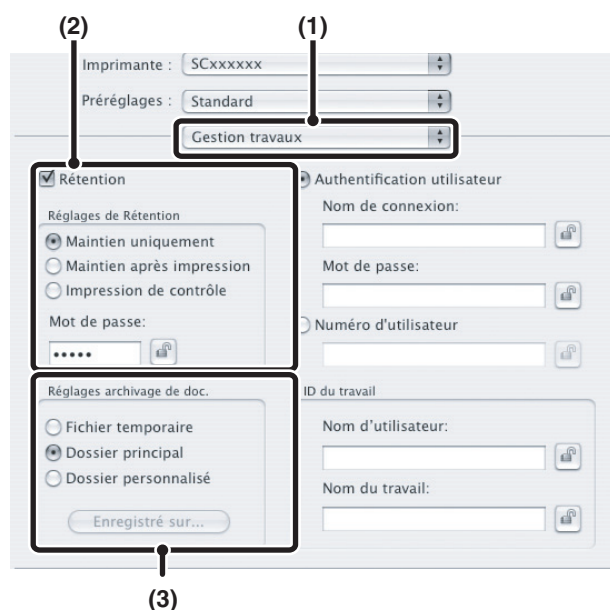 (2)
(1)
Imprimante : SCxxxxxx
Préréglages : Standard
Gestion travaux
Rétention
Réglages de Rétention
Maintien uniquement
Maintien après impression
Impression de contrôle
Mot de passe:
•••••
Authentification utilisateur
Nom de connexion:
Mot de passe:
Numéro d'utilisateur
Réglages archivage de doc.
Fichier temporaire
Dossier principal
Dossier personnalisé
Enregistré sur...
ID du travail
Nom d'utilisateur:
Nom du travail:
(3)